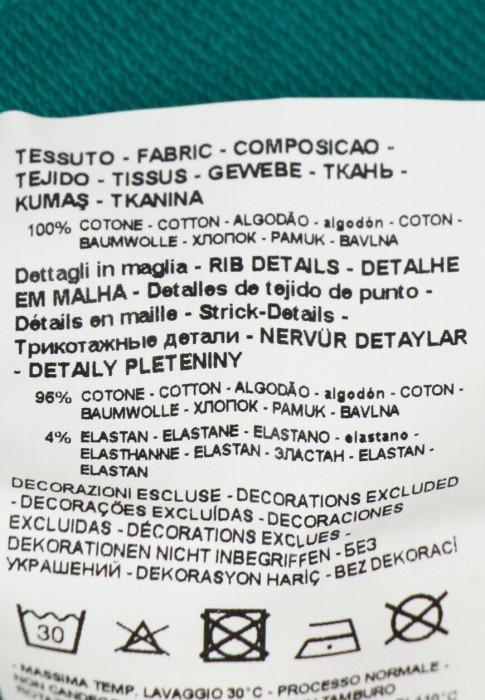 TESSUTO - FABRIC - COMPOSICAO -
TEJIDO - TISSUS - GEWEBE - ТКАНЬ -
KUMAŞ - TKANINA
100% COTONE - COTTON - ALGODÃO - algodón - COTON -
BAUMWOLLE - ХЛОПОК - PAMUK - BAVLNA
Dettagli in maglia - RIB DETAILS - DETALHE
EM MALHA - Detalles de tejido de punto -
Détails en maille - Strick-Details -
Трикотажные детали - NERVÜR DETAYLAR
- DETAILY PLETENINY
96% COTONE - COTTON - ALGODÃO - algodón - COTON -
BAUMWOLLE - ХЛОПОК - PAMUK - BAVLNA
4% ELASTAN - ELASTANE - ELASTANO - elastano -
ELASTHANNE - ELASTAN - ЭЛАСТАН - ELASTAN -
ELASTAN
DECORAZIONI ESCLUSE - DECORATIONS EXCLUDED
- DECORAÇÕES EXCLUÍDAS - DECORACIONES
EXCLUIDAS - DÉCORATIONS EXCLUES -
DEKORATIONEN NICHT INBEGRIFFEN - БЕЗ
УКРАШЕНИЙ - DEKORASYON HARİÇ - BEZ DEKORACÍ
30
- MASSIMA TEMP. LAVAGGIO 30°C - PROCESSO NORMALE -
TAMBURO